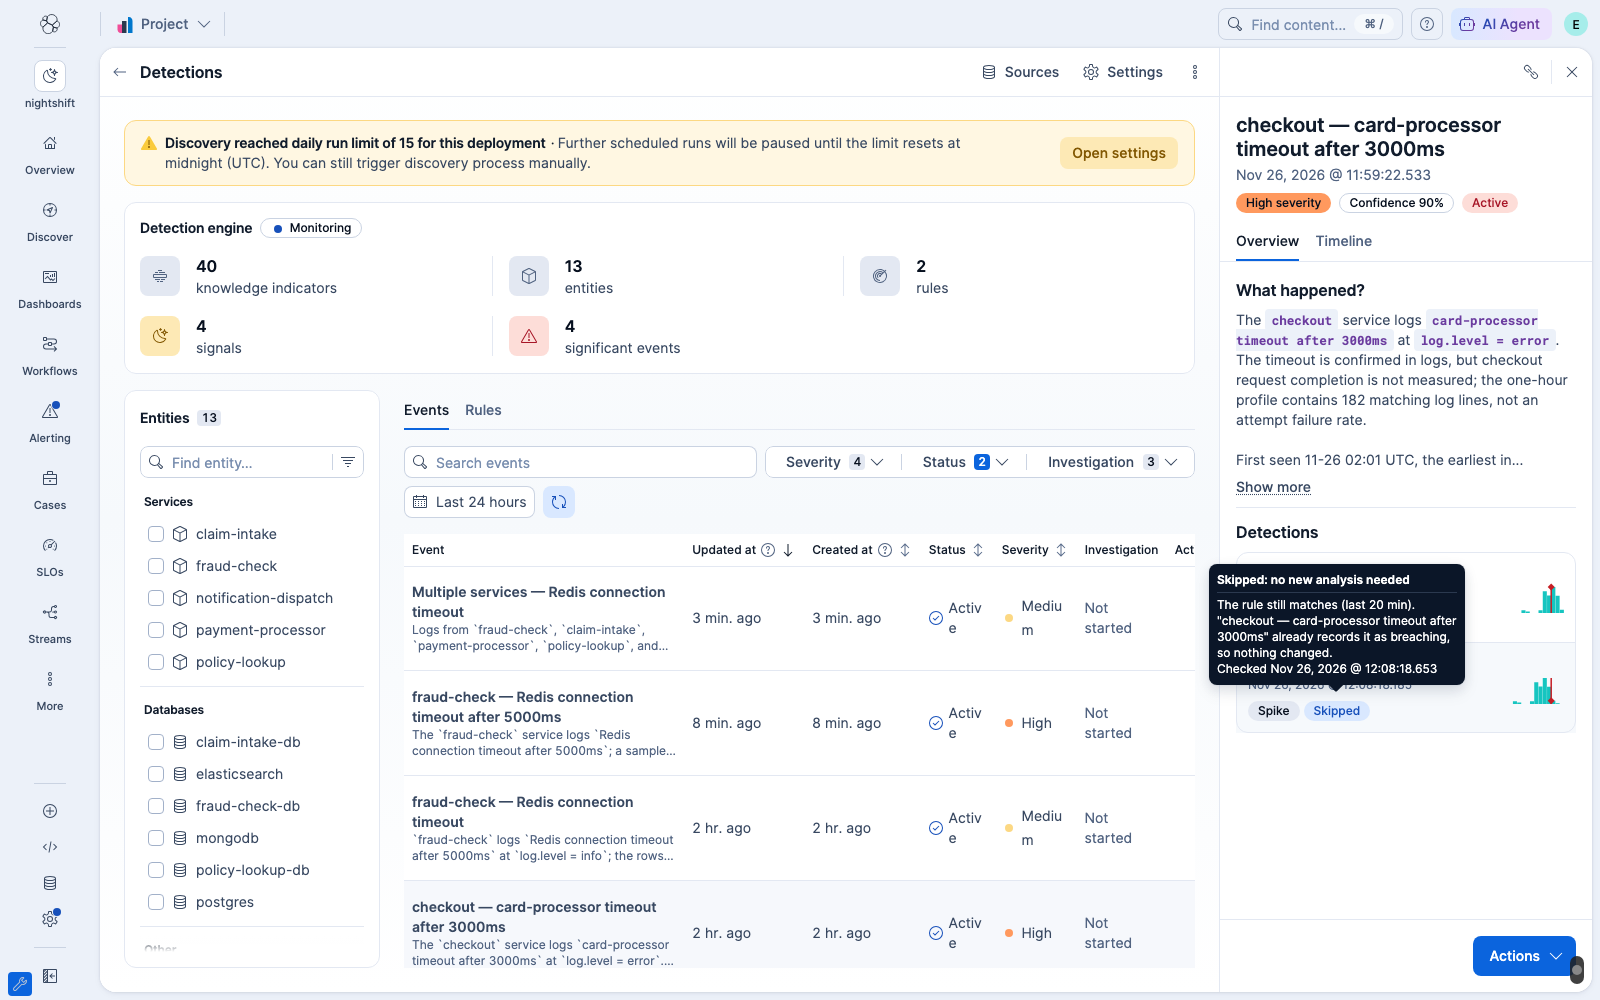 Project
Find content...
⌘ /
AI Agent
E
nightshift
Overview
Discover
Dashboards
Workflows
Alerting
Cases
SLOs
Streams
More
Detections
Sources
Settings
Discovery reached daily run limit of 15 for this deployment · Further scheduled runs will be paused until the limit resets at
midnight (UTC). You can still trigger discovery process manually.
Open settings
Detection engine
Monitoring
40
knowledge indicators
13
entities
2
rules
4
signals
4
significant events
Entities 13
Find entity...
Services
claim-intake
fraud-check
notification-dispatch
payment-processor
policy-lookup
Databases
claim-intake-db
elasticsearch
fraud-check-db
mongodb
policy-lookup-db
postgres
Other
Events
Rules
Search events
Severity 4
Status 2
Investigation 3
Last 24 hours
Event
Updated at
Created at
Status
Severity
Investigation
Act
Multiple services — Redis connection
timeout
Logs from `fraud-check`, `claim-intake`,
`payment-processor`, `policy-lookup`, and...
3 min. ago
3 min. ago
Activ
e
Mediu
m
Not
started
fraud-check — Redis connection
timeout after 5000ms
The `fraud-check` service logs `Redis
connection timeout after 5000ms`; a sample...
8 min. ago
8 min. ago
Activ
e
High
Not
started
fraud-check — Redis connection
timeout
`fraud-check` logs `Redis connection timeout
after 5000ms` at `log.level = info`; the rows...
2 hr. ago
2 hr. ago
Activ
e
Mediu
m
Not
started
checkout — card-processor timeout
after 3000ms
The `checkout` service logs `card-processor
timeout after 3000ms` at `log.level = error`....
2 hr. ago
2 hr. ago
Activ
e
High
Not
started
checkout — card-processor
timeout after 3000ms
Nov 26, 2026 @ 11:59:22.533
High severity
Confidence 90%
Active
Overview
Timeline
What happened?
The checkout service logs card-processor
timeout after 3000ms at log.level = error .
The timeout is confirmed in logs, but checkout
request completion is not measured; the one-hour
profile contains 182 matching log lines, not an
attempt failure rate.
First seen 11-26 02:01 UTC, the earliest in...
Show more
Detections
Skipped: no new analysis needed
The rule still matches (last 20 min).
"checkout — card-processor timeout after
3000ms" already records it as breaching,
so nothing changed.
Checked Nov 26, 2026 @ 12:08:18.653
Spike
Skipped
Actions